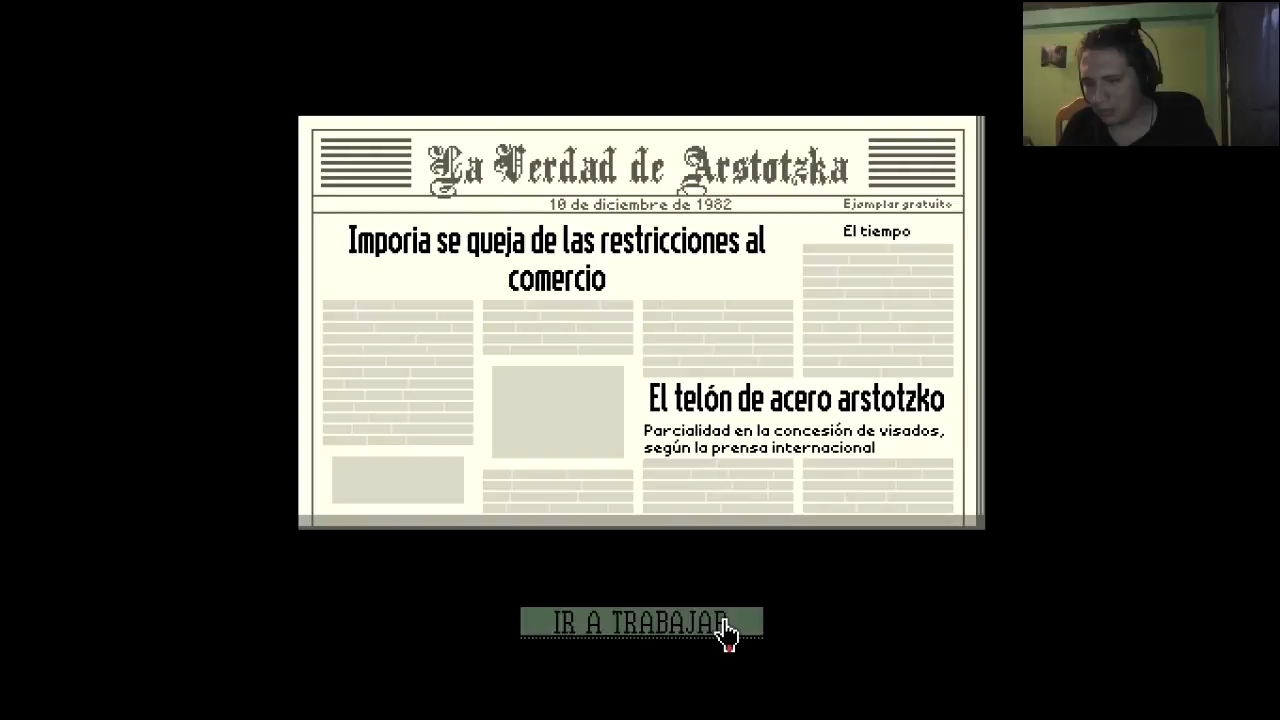 La Verdad de Arstotzka
10 de diciembre de 1982
Ejemplar gratuito
Imporia se queja de las restricciones al
comercio
El tiempo
El telón de acero arstotzko
Parcialidad en la concesión de visados,
según la prensa internacional
IR A TRABAJAR